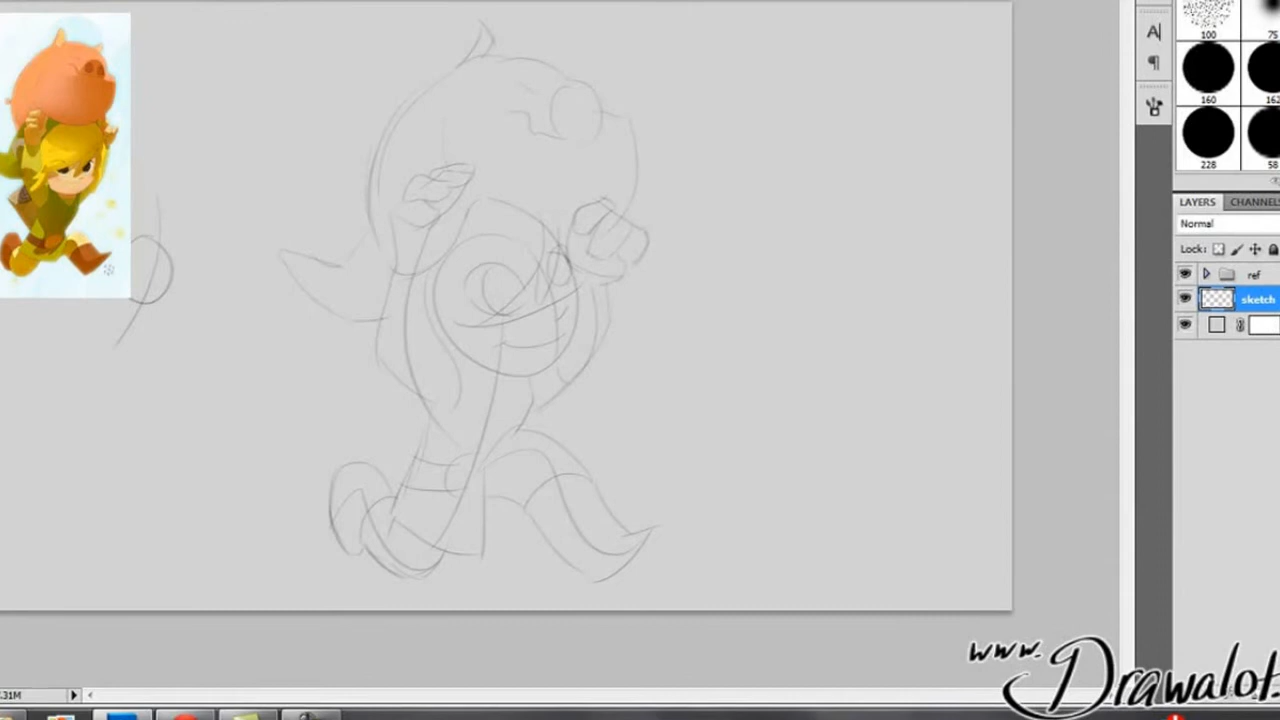 100
75
160
162
228
58
LAYERS CHANNELS
Normal
Lock:
ref
sketch
.31M
www.Drawalot